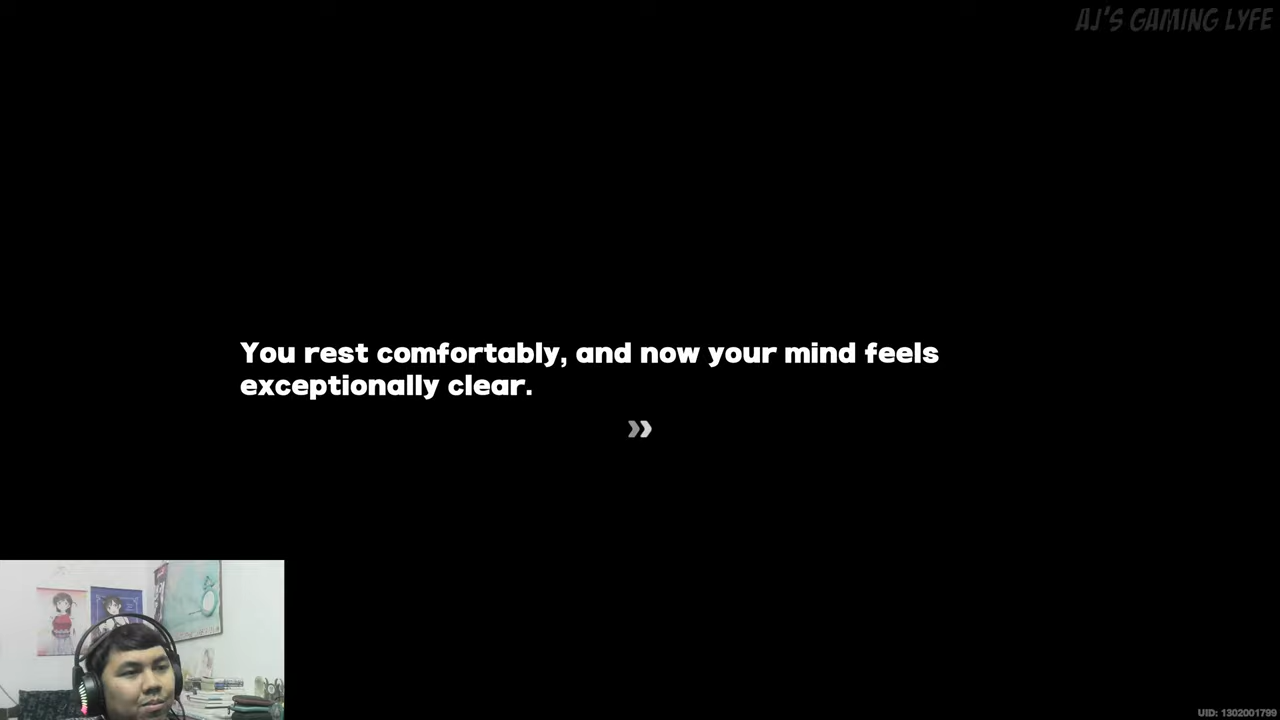 AJ'S GAMING LYFE
You rest comfortably, and now your mind feels
exceptionally clear.
UID: 1302001799